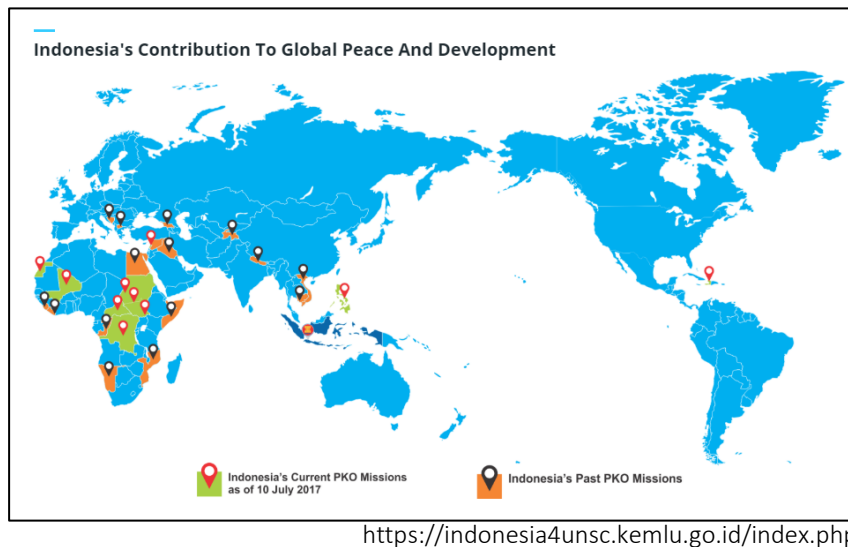 Indonesia's Contribution To Global Peace And Development
Indonesia's Current PKO Missions
as of 10 July 2017
Indonesia's Past PKO Missions
https://indonesia4unsc.kemlu.go.id/index.php